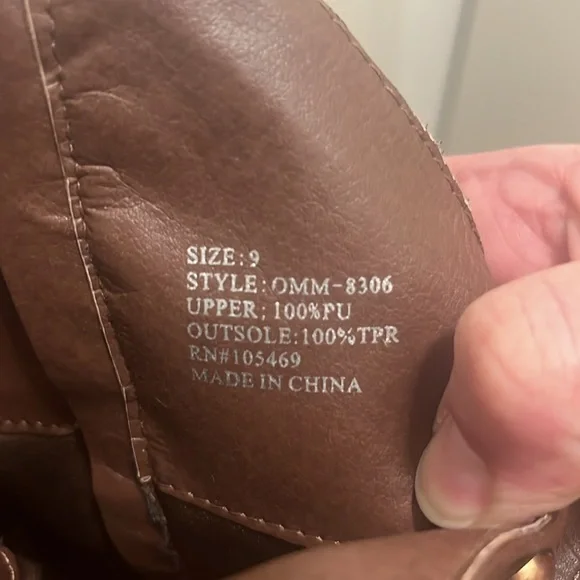 SIZE: 9
STYLE: OMM-8306
UPPER: 100%PU
OUTSOLE:100%TPR
RN#105469
MADE IN CHINA